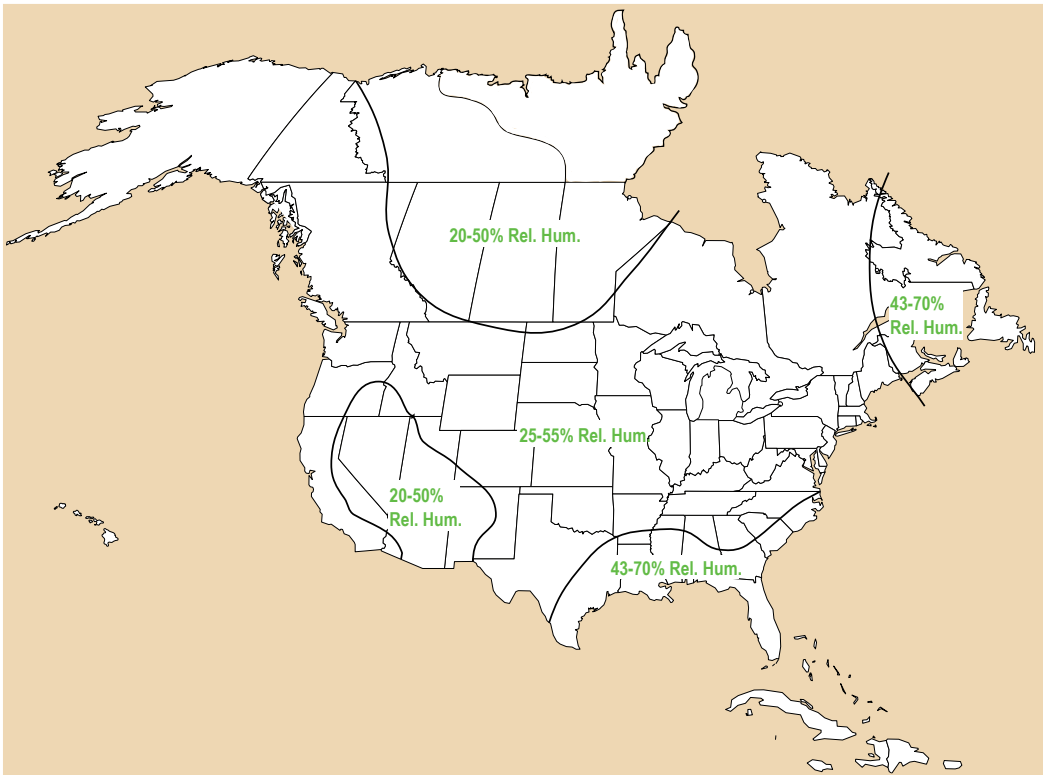 20-50% Rel. Hum.
43-70%
Rel. Hum.
25-55% Rel. Hum.
20-50%
Rel. Hum.
43-70% Rel. Hum.